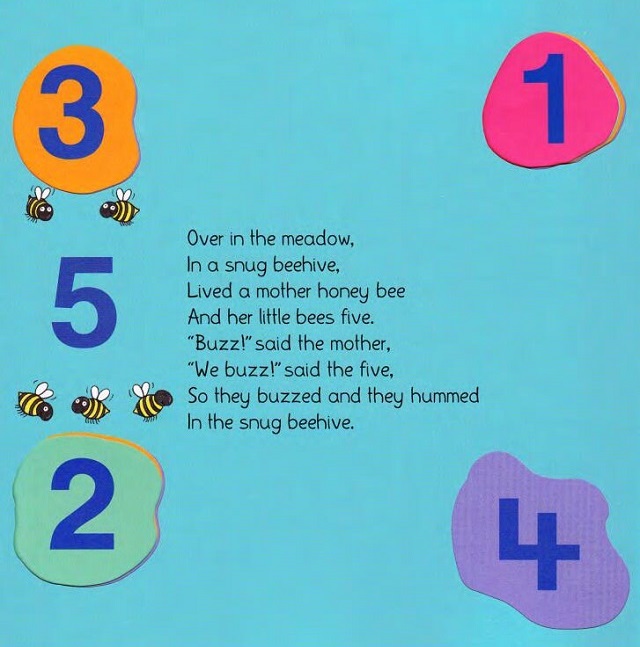 3
1
5
Over in the meadow,
In a snug beehive,
Lived a mother honey bee
And her little bees five.
“Buzz!” said the mother,
“We buzz!” said the five,
So they buzzed and they hummed
In the snug beehive.
2
4